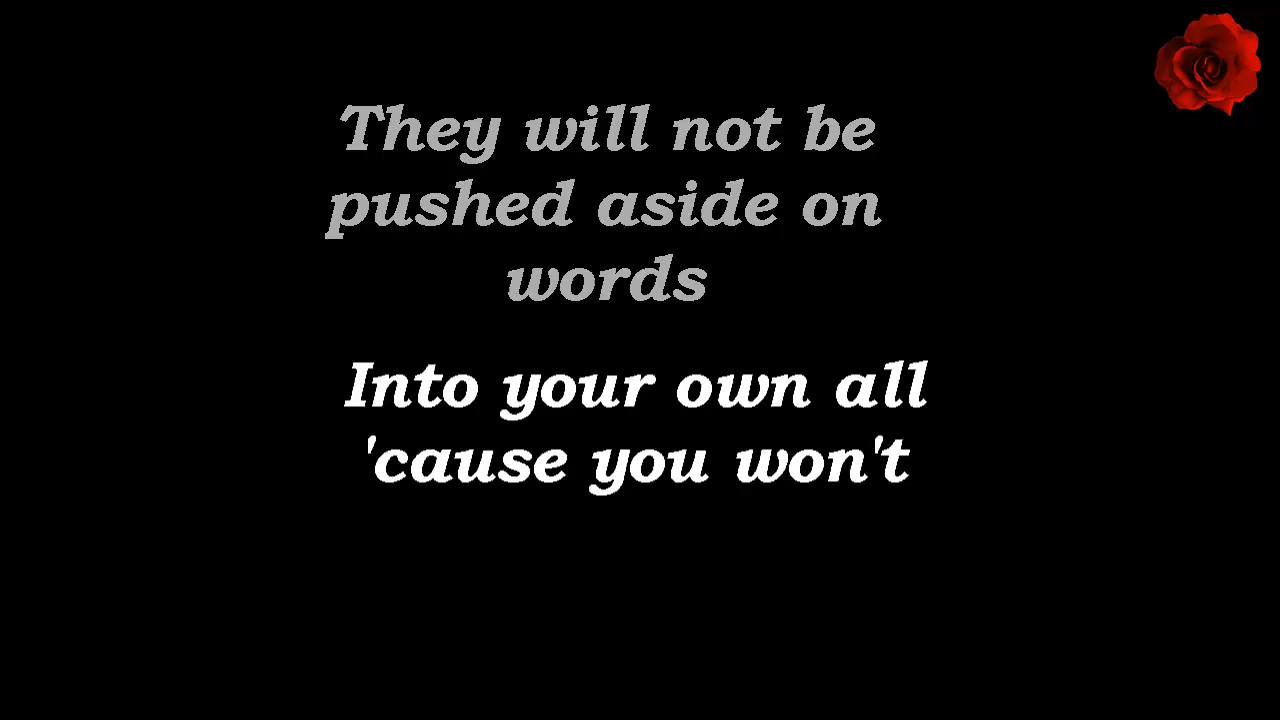 They will not be
pushed aside on
words
Into your own all
'cause you won't